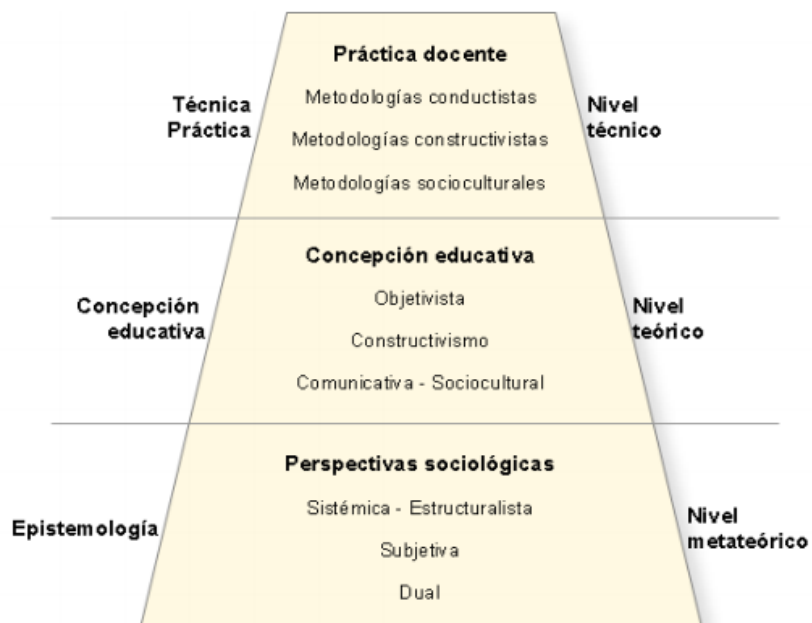 Práctica docente
Técnica
Práctica
Metodologías conductistas
Metodologías constructivistas
Metodologías socioculturales
Nivel
técnico
Concepción educativa
Concepción
educativa
Objetivista
Constructivismo
Comunicativa - Sociocultural
Nivel
teórico
Perspectivas sociológicas
Epistemología
Sistémica - Estructuralista
Subjetiva
Dual
Nivel
metateórico